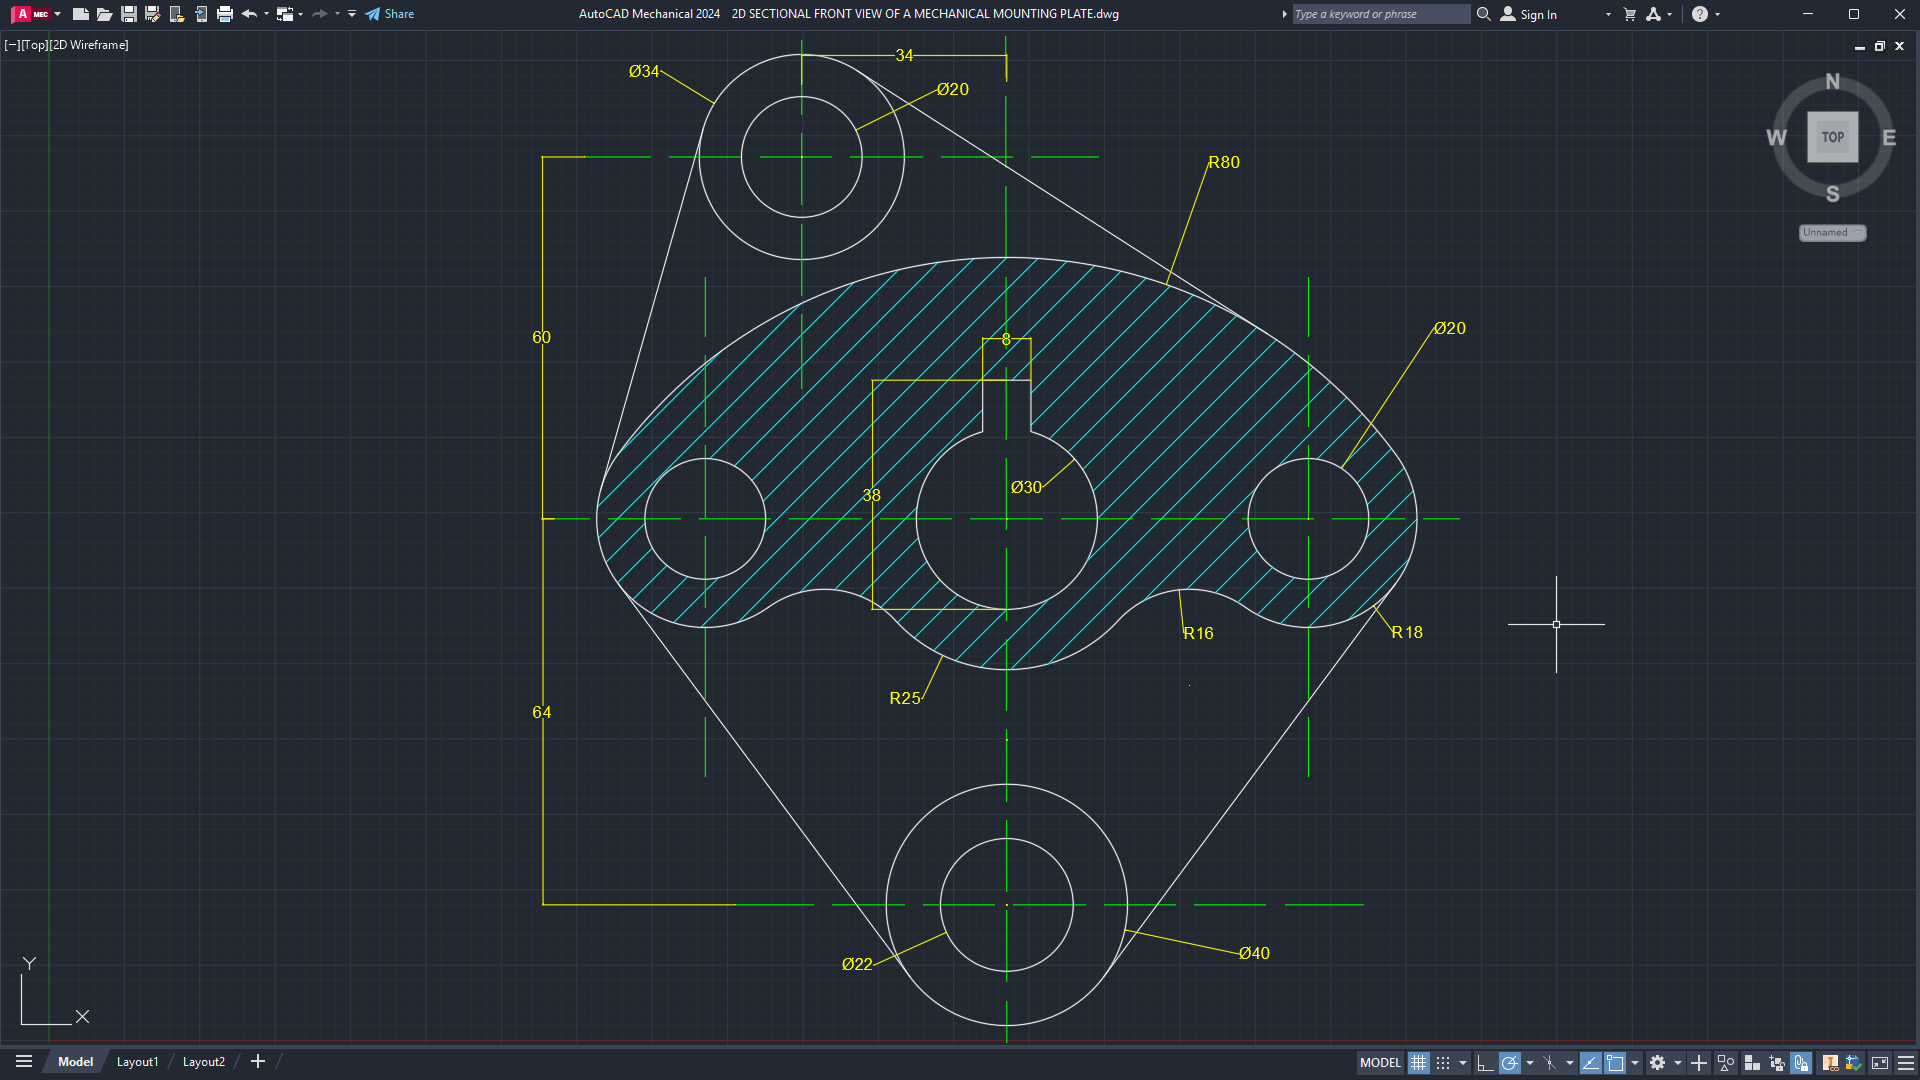 A MEC Share AutoCAD Mechanical 2024 2D SECTIONAL FRONT VIEW OF A MECHANICAL MOUNTING PLATE.dwg Type a keyword or phrase Sign In ?
[−][Top][2D Wireframe]
34
Ø34
Ø20
N
W TOP E
S
Unnamed
R80
Ø20
60
8
38
Ø30
R16
R18
R25
64
Ø22
Ø40
Y
X
Model Layout1 Layout2 MODEL